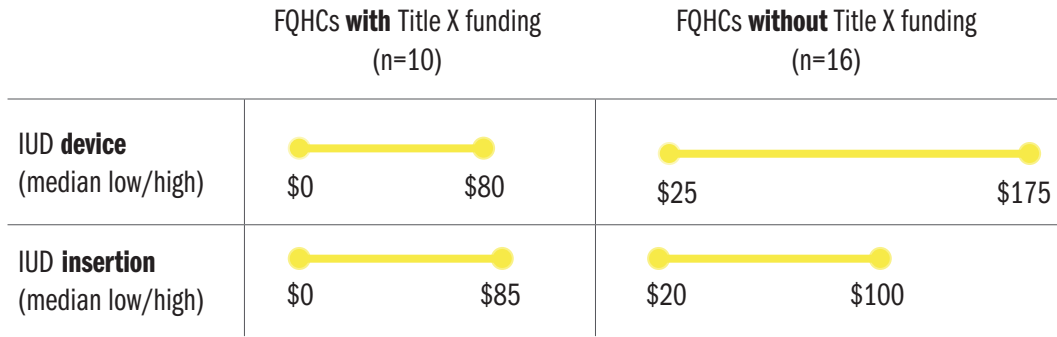 FQHCs with Title X funding
(n=10)
FQHCs without Title X funding
(n=16)
IUD device
(median low/high)
$0 $80
$25 $175
IUD insertion
(median low/high)
$0 $85
$20 $100